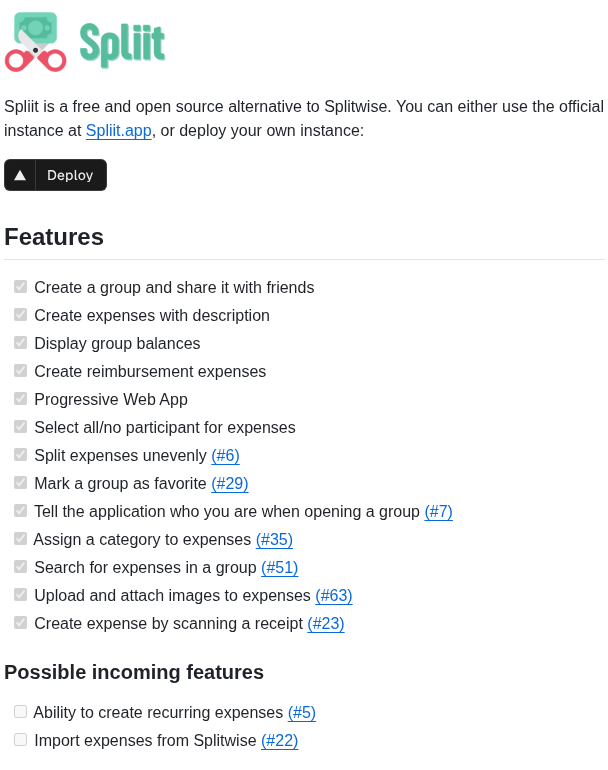 Spliit
Spliit is a free and open source alternative to Splitwise. You can either use the official
instance at Spliit.app, or deploy your own instance:
Deploy
Features
Create a group and share it with friends
Create expenses with description
Display group balances
Create reimbursement expenses
Progressive Web App
Select all/no participant for expenses
Split expenses unevenly (#6)
Mark a group as favorite (#29)
Tell the application who you are when opening a group (#7)
Assign a category to expenses (#35)
Search for expenses in a group (#51)
Upload and attach images to expenses (#63)
Create expense by scanning a receipt (#23)
Possible incoming features
Ability to create recurring expenses (#5)
Import expenses from Splitwise (#22)